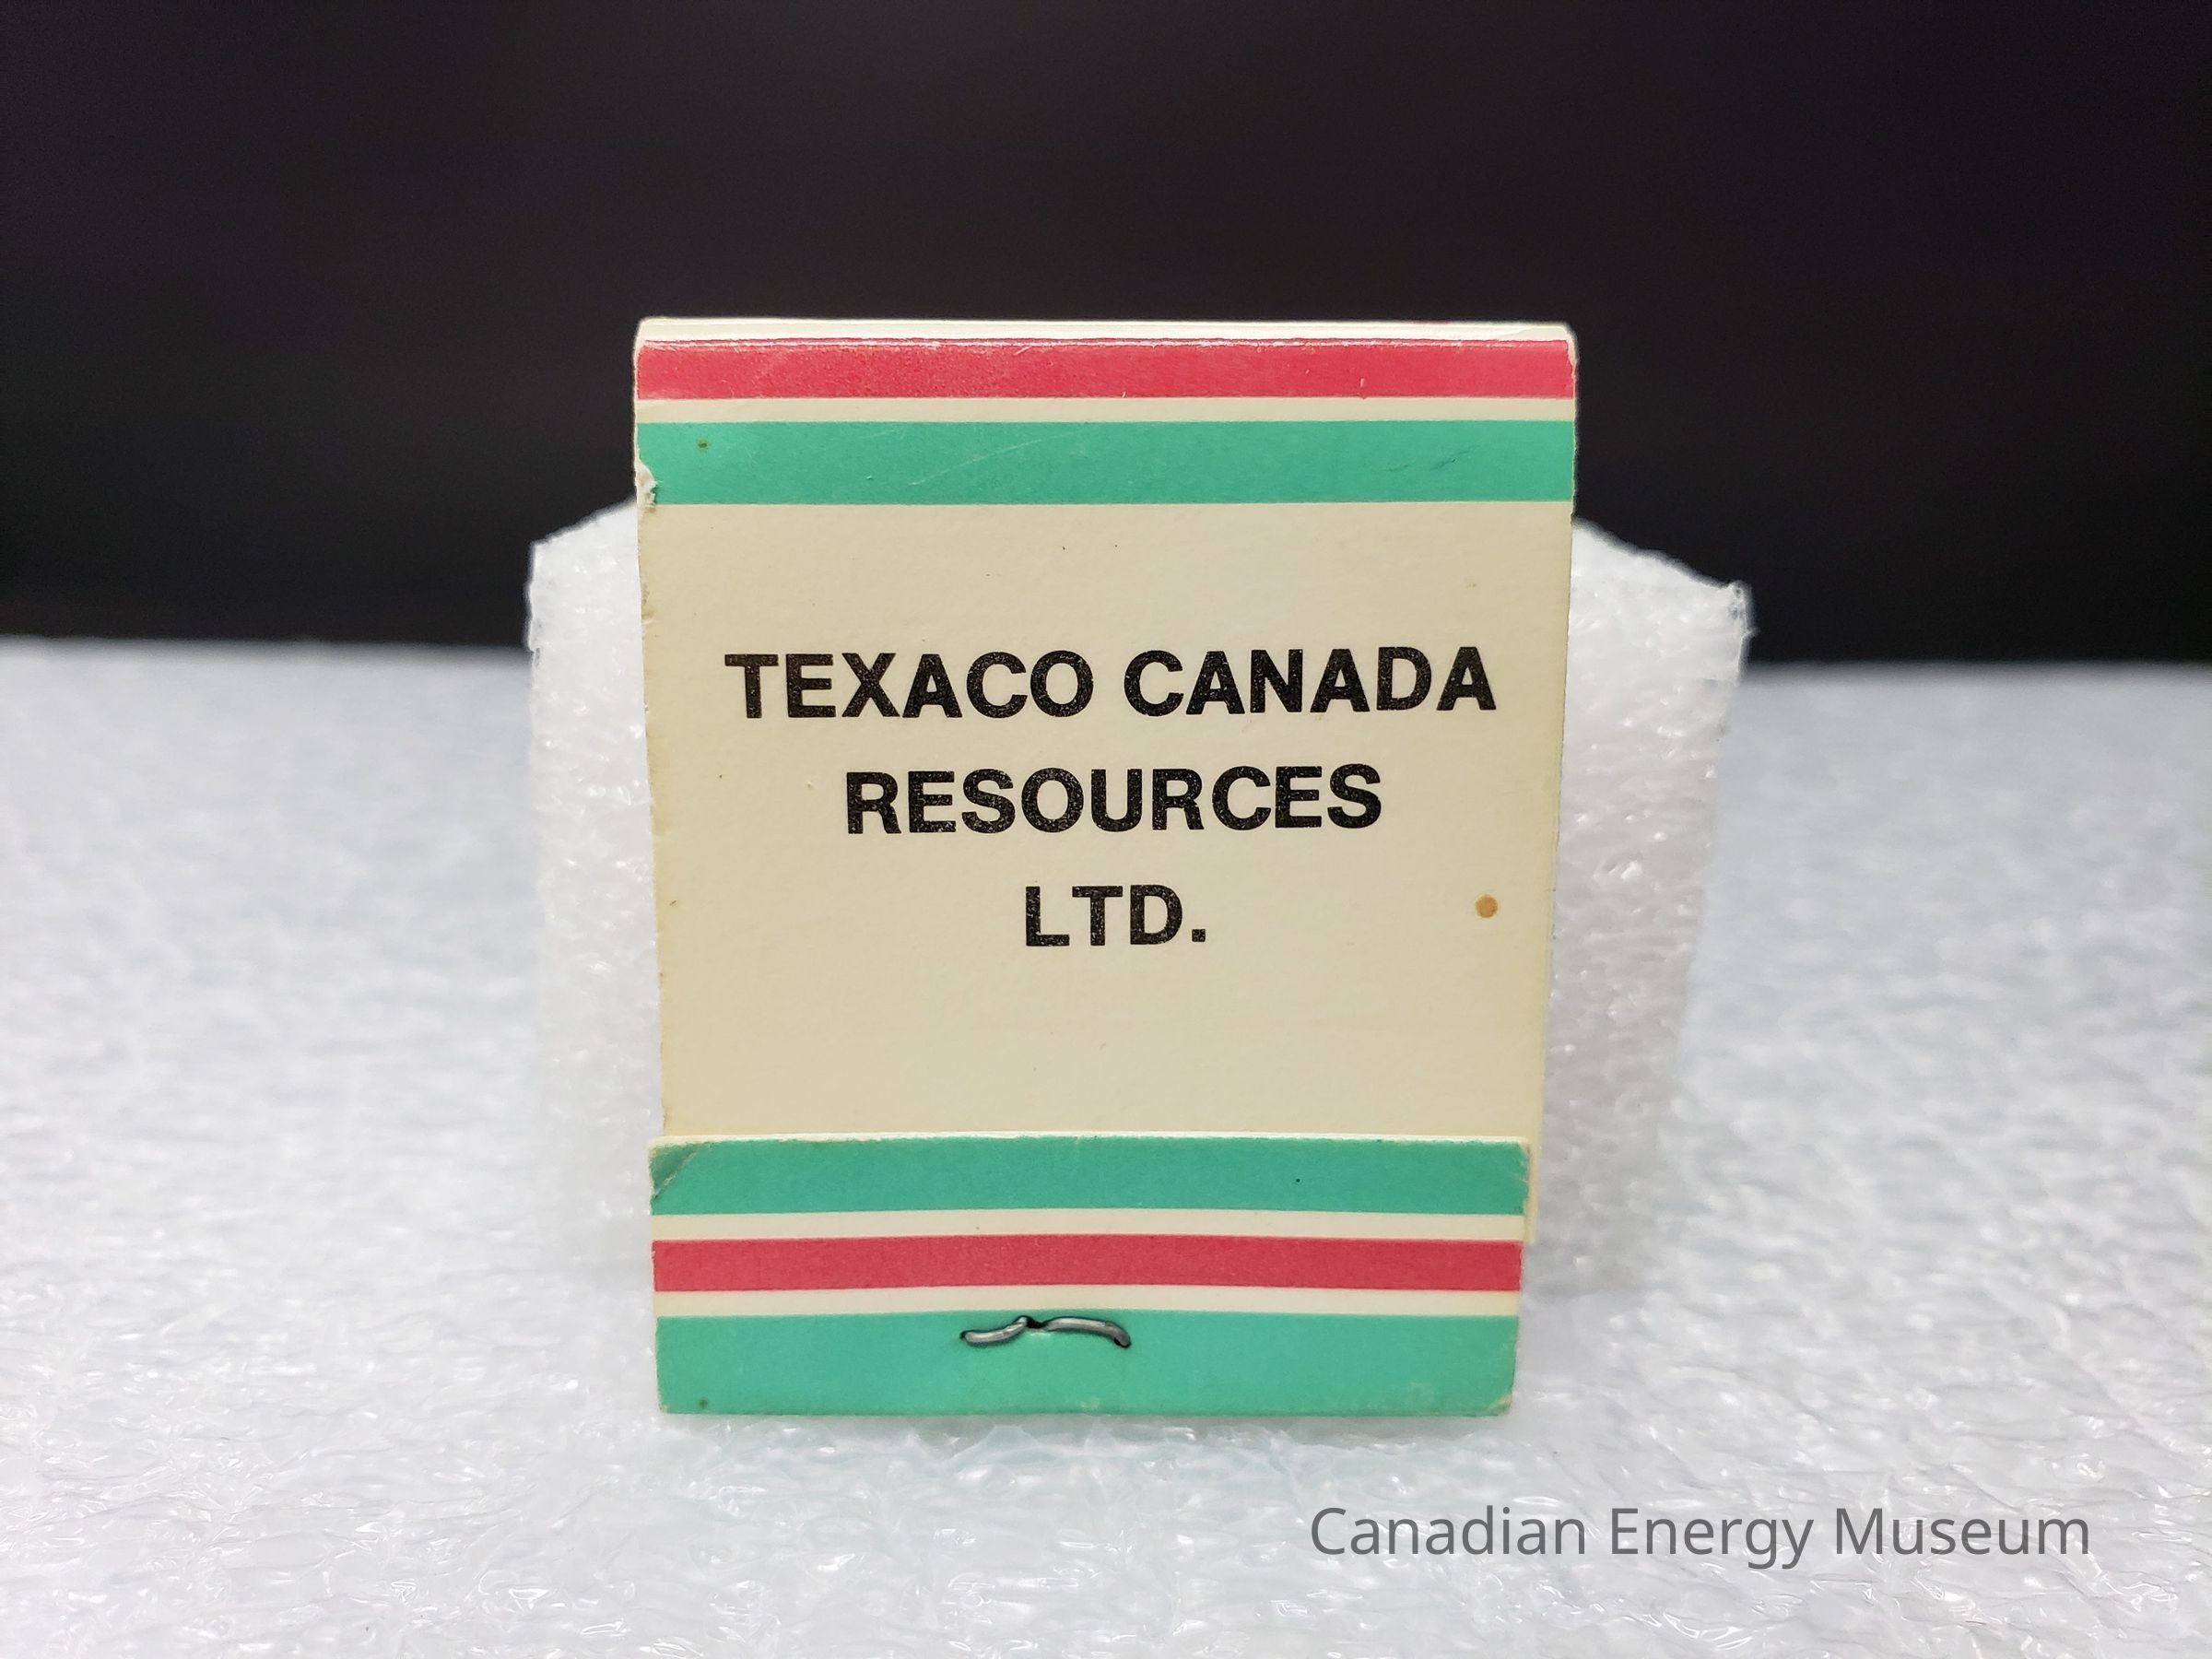 TEXACO CANADA
RESOURCES
LTD.
Canadian Energy Museum